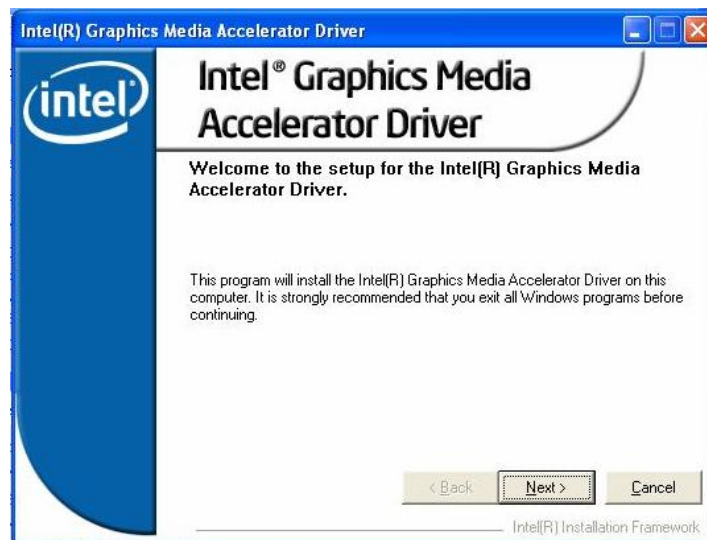 Intel(R) Graphics Media Accelerator Driver
intel
Intel® Graphics Media
Accelerator Driver
Welcome to the setup for the Intel(R) Graphics Media
Accelerator Driver.
This program will install the Intel(R) Graphics Media Accelerator Driver on this
computer. It is strongly recommended that you exit all Windows programs before
continuing.
< Back
Next >
Cancel
Intel(R) Installation Framework